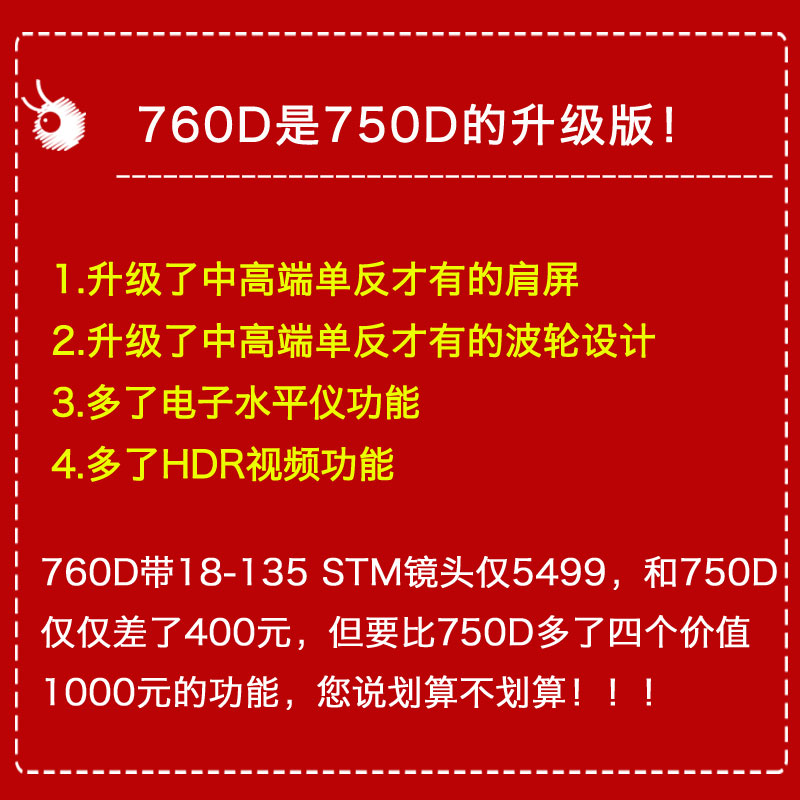 760D是750D的升级版！
1.升级了中高端单反才有的肩屏
2.升级了中高端单反才有的波轮设计
3.多了电子水平仪功能
4.多了HDR视频功能
760D带18-135 STM镜头仅5499，和750D
仅仅差了400元，但要比750D多了四个价值
1000元的功能，您说划算不划算！！！